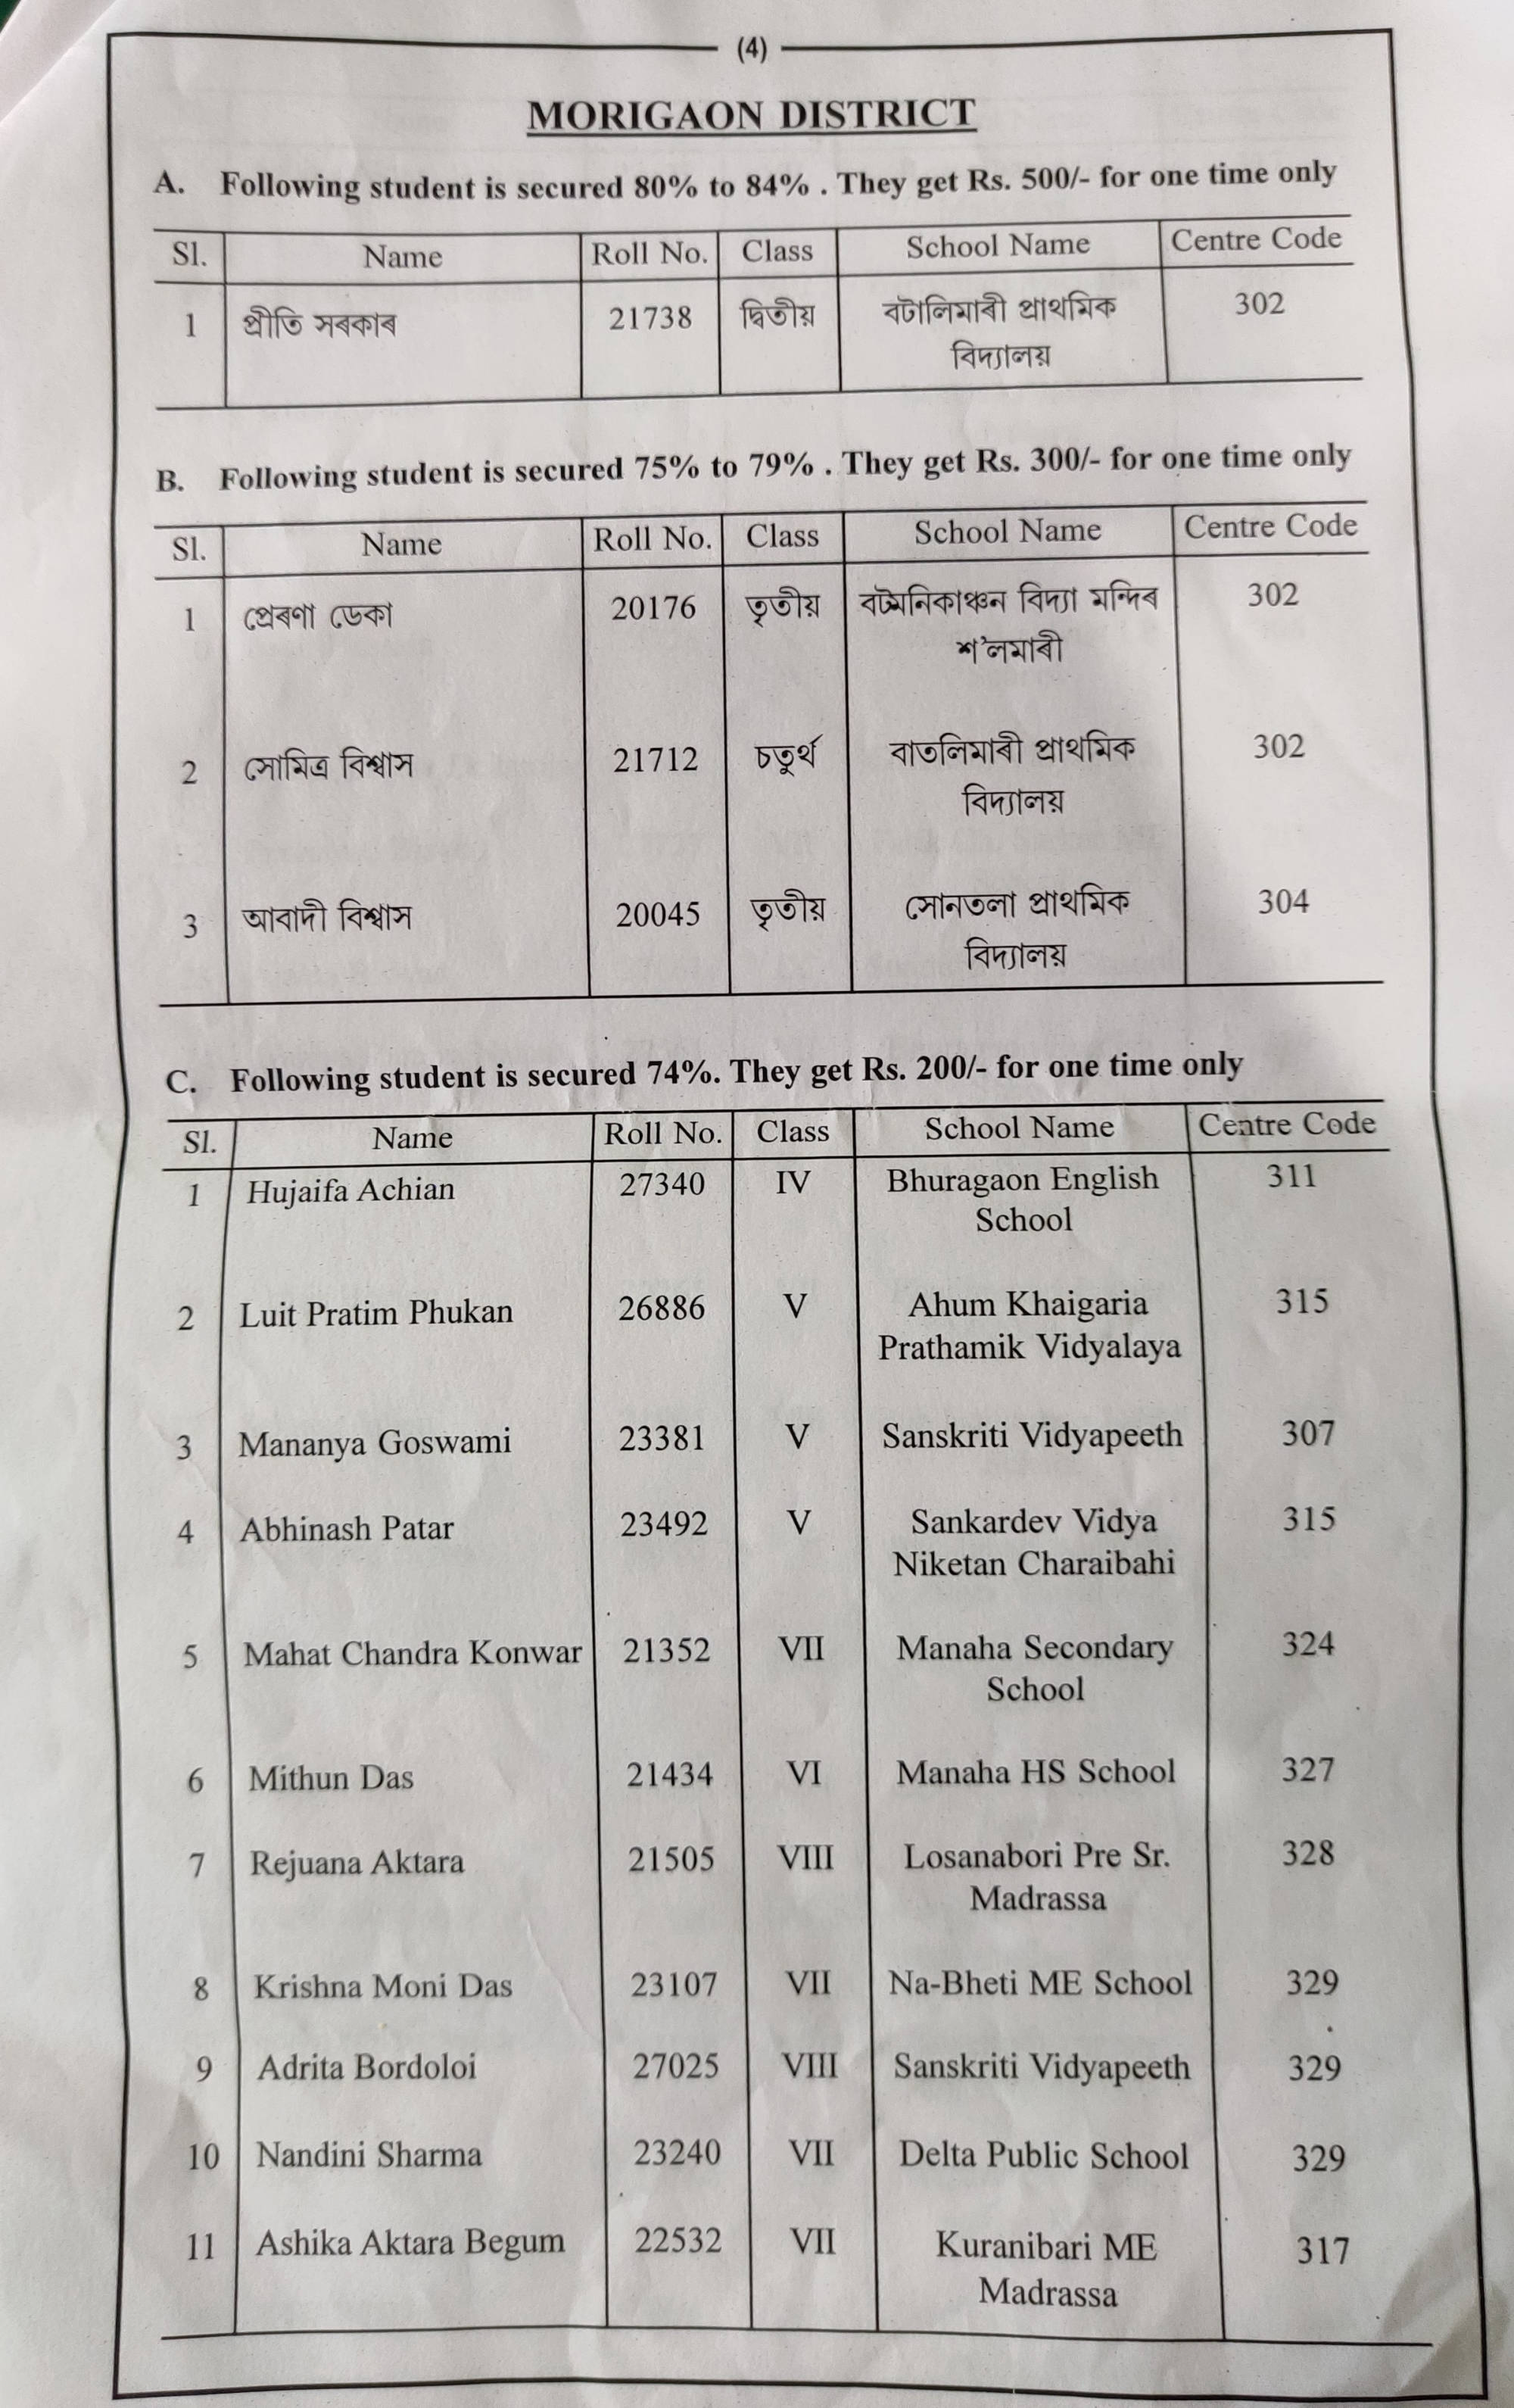 (4)
MORIGAON DISTRICT
A. Following student is secured 80% to 84% . They get Rs. 500/- for one time only
Sl. Name Roll No. Class School Name Centre Code
1 প্ৰীতি সৰকাৰ 21738 দ্বিতীয় বটালিমাৰী প্ৰাথমিক 302
বিদ্যালয়
B. Following student is secured 75% to 79% . They get Rs. 300/- for one time only
Sl. Name Roll No. Class School Name Centre Code
1 প্ৰেৰণা ডেকা 20176 তৃতীয় বটমনিকাঞ্চন বিদ্যা মন্দিৰ 302
শ'লমাৰী
2 সোমিত্ৰ বিশ্বাস 21712 চতুৰ্থ বাতলিমাৰী প্ৰাথমিক 302
বিদ্যালয়
3 আবাদী বিশ্বাস 20045 তৃতীয় সোনতলা প্ৰাথমিক 304
বিদ্যালয়
C. Following student is secured 74%. They get Rs. 200/- for one time only
Sl. Name Roll No. Class School Name Centre Code
1 Hujaifa Achian 27340 IV Bhuragaon English 311
School
2 Luit Pratim Phukan 26886 V Ahum Khaigaria 315
Prathamik Vidyalaya
3 Mananya Goswami 23381 V Sanskriti Vidyapeeth 307
4 Abhinash Patar 23492 V Sankardev Vidya 315
Niketan Charaibahi
5 Mahat Chandra Konwar 21352 VII Manaha Secondary 324
School
6 Mithun Das 21434 VI Manaha HS School 327
7 Rejuana Aktara 21505 VIII Losanabori Pre Sr. 328
Madrassa
8 Krishna Moni Das 23107 VII Na-Bheti ME School 329
9 Adrita Bordoloi 27025 VIII Sanskriti Vidyapeeth 329
10 Nandini Sharma 23240 VII Delta Public School 329
11 Ashika Aktara Begum 22532 VII Kuranibari ME 317
Madrassa